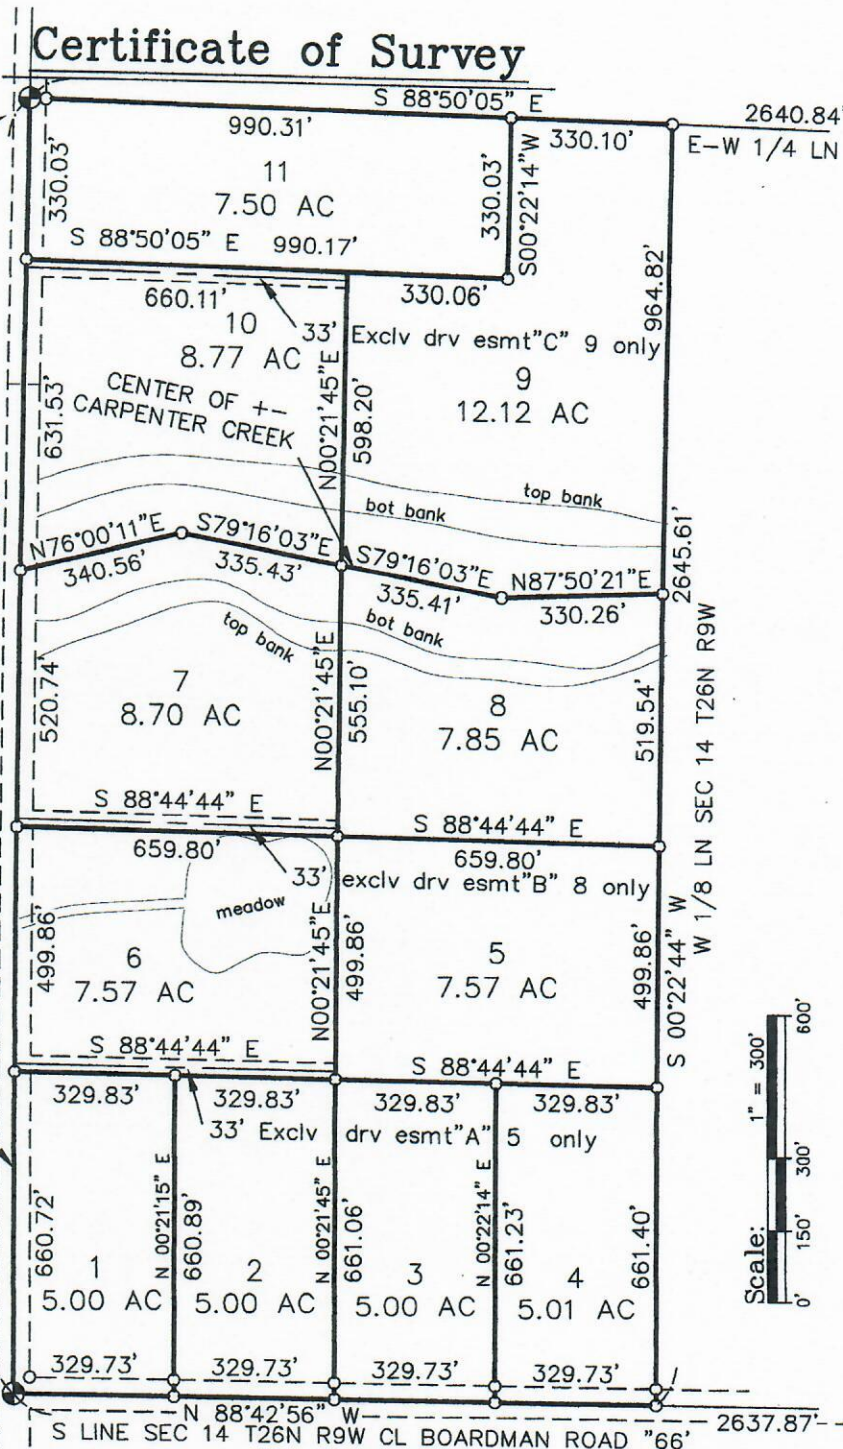 Certificate of Survey
S 88°50'05" E
2640.84'
990.31'
330.10'
E-W 1/4 LN
330.03'
11
7.50 AC
330.03'
S00°22'14"W
S 88°50'05" E 990.17'
964.82'
660.11'
330.06'
10
8.77 AC
33' Exclv drv esmt"C" 9 only
N00°21'45"E
598.20'
9
12.12 AC
631.53'
CENTER OF +-
CARPENTER CREEK
top bank
bot bank
N76°00'11"E
340.56'
S79°16'03"E
335.43'
S79°16'03"E
335.41'
N87°50'21"E
330.26'
2645.61'
top bank
bot bank
520.74'
7
8.70 AC
N00°21'45"E
555.10'
8
7.85 AC
519.54'
W 1/8 LN SEC 14 T26N R9W
S 88°44'44" E
659.80'
S 88°44'44" E
659.80'
33' exclv drv esmt"B" 8 only
meadow
499.86'
6
7.57 AC
N00°21'45"E
499.86'
5
7.57 AC
499.86'
S 00°22'44" W
S 88°44'44" E
S 88°44'44" E
329.83'
329.83'
329.83'
329.83'
33' Exclv drv esmt"A" 5 only
660.72'
1
5.00 AC
N 00°21'15" E
660.89'
2
5.00 AC
N 00°21'45" E
661.06'
3
5.00 AC
N 00°22'14" E
661.23'
4
5.01 AC
661.40'
Scale: 1" = 300'
0' 150' 300' 600'
329.73'
329.73'
329.73'
329.73'
N 88°42'56" W
2637.87'
S LINE SEC 14 T26N R9W CL BOARDMAN ROAD "66'